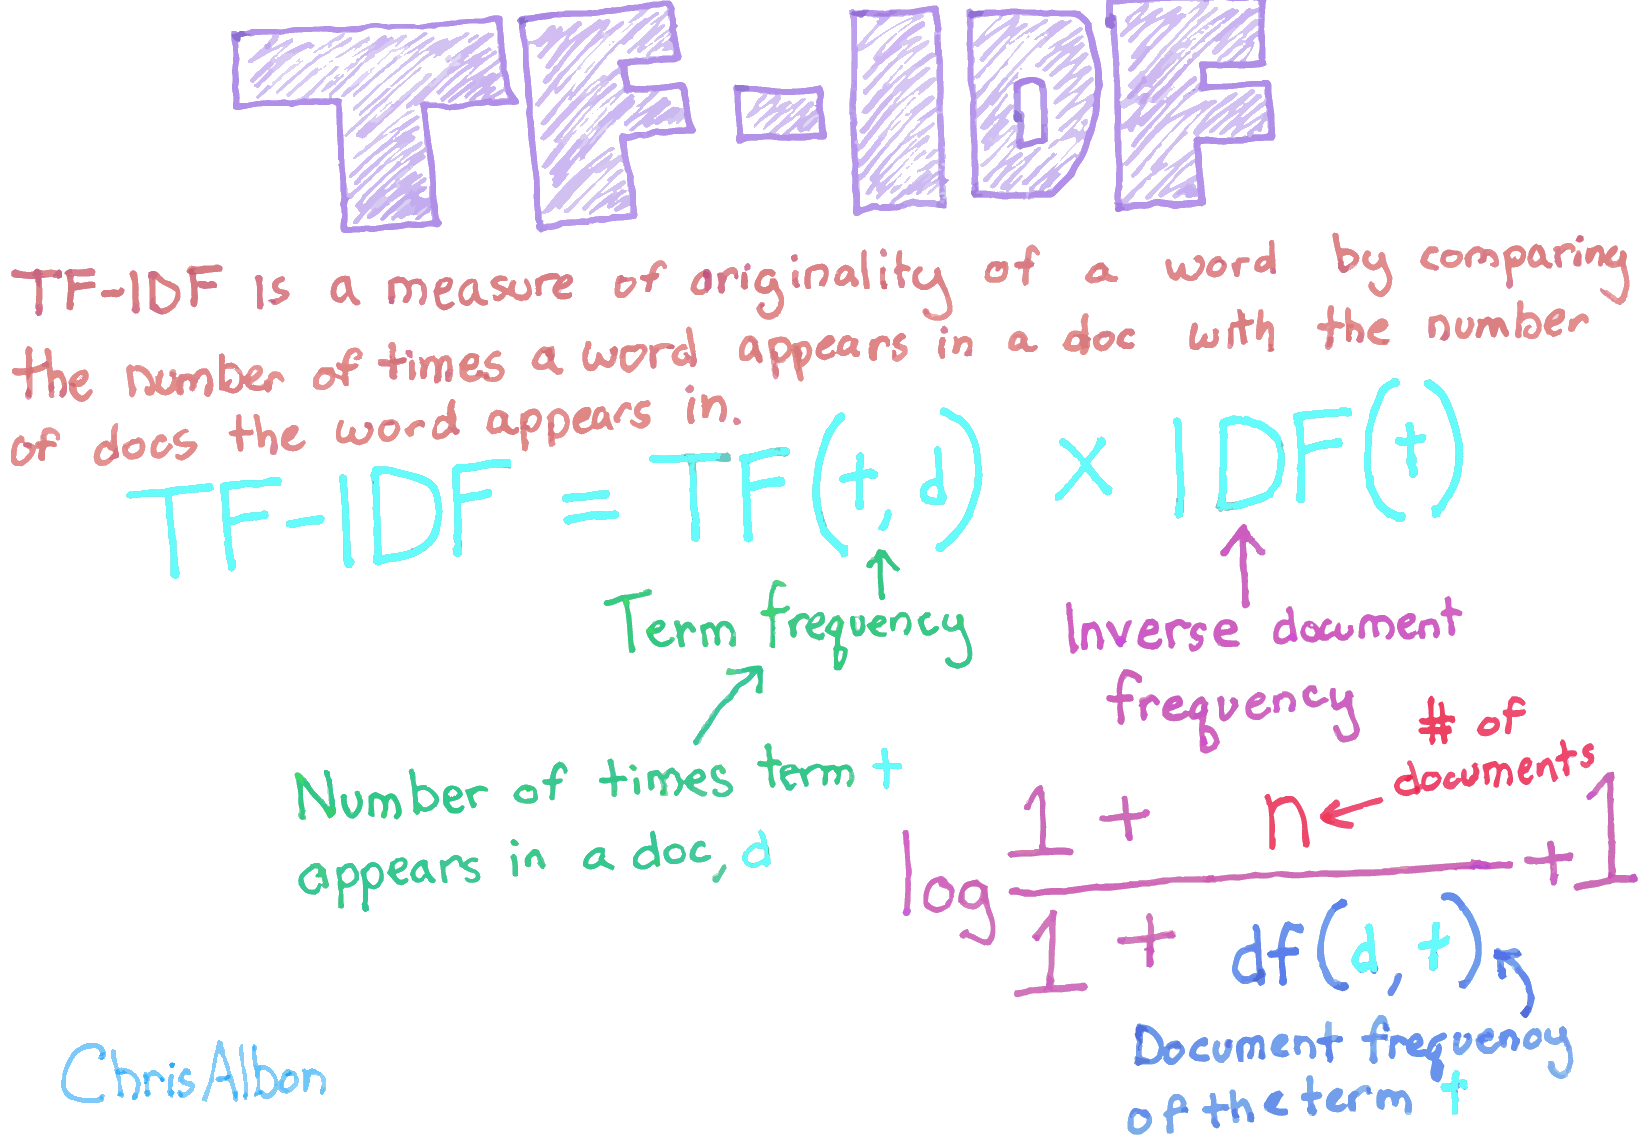 TF-IDF
TF-IDF is a measure of originality of a word by comparing
the number of times a word appears in a doc with the number
of docs the word appears in.
TF-IDF = TF(t, d) × IDF(t)
Term frequency
Inverse document
frequency
Number of times term t
appears in a doc, d
# of
documents
log 1 + n / 1 + df(d, t) + 1
Document frequency
of the term t
Chris Albon